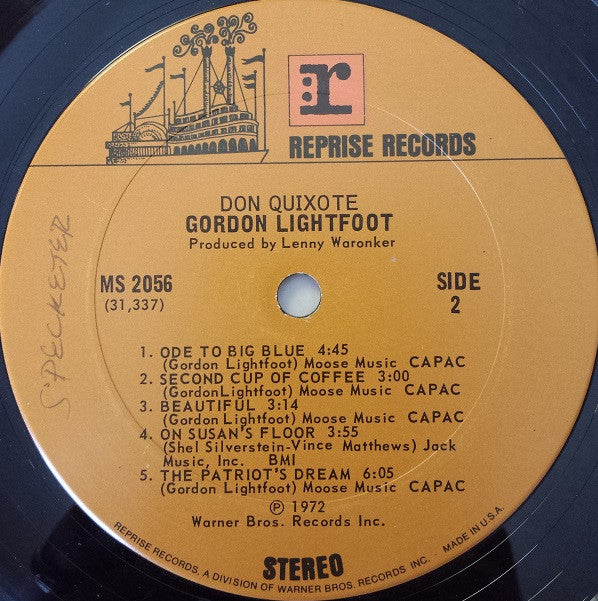 r
REPRISE RECORDS
DON QUIXOTE
GORDON LIGHTFOOT
Produced by Lenny Waronker
MS 2056
(31,337)
SIDE
2
S'PECKETER
1. ODE TO BIG BLUE 4:45
(Gordon Lightfoot) Moose Music CAPAC
2. SECOND CUP OF COFFEE 3:00
(Gordon Lightfoot) Moose Music CAPAC
3. BEAUTIFUL 3:14
(Gordon Lightfoot) Moose Music CAPAC
4. ON SUSAN'S FLOOR 3:55
(Shel Silverstein-Vince Matthews) Jack
Music, Inc. BMI
5. THE PATRIOT'S DREAM 6:05
(Gordon Lightfoot) Moose Music CAPAC
℗ 1972
Warner Bros. Records Inc.
STEREO
REPRISE RECORDS, A DIVISION OF WARNER BROS. RECORDS INC. MADE IN U.S.A.